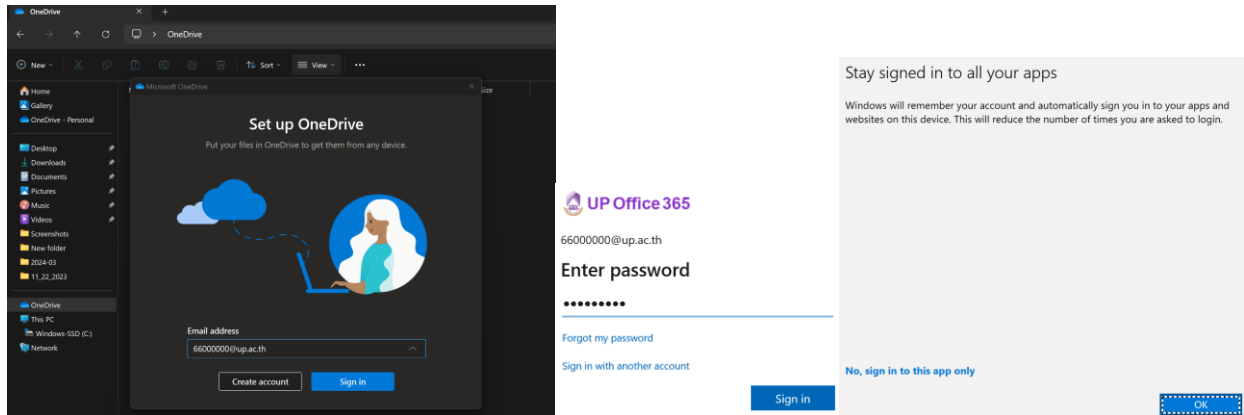 OneDrive
OneDrive
New
Sort
View
Home
Gallery
OneDrive - Personal
Desktop
Downloads
Documents
Pictures
Music
Videos
Screenshots
New folder
2024-03
11_22_2023
OneDrive
This PC
Windows-SSD (C:)
Network
Microsoft OneDrive
Size
Set up OneDrive
Put your files in OneDrive to get them from any device.
Email address
66000000@up.ac.th
Create account
Sign in
UP Office 365
66000000@up.ac.th
Enter password
Forgot my password
Sign in with another account
Sign in
Stay signed in to all your apps
Windows will remember your account and automatically sign you in to your apps and
websites on this device. This will reduce the number of times you are asked to login.
No, sign in to this app only
OK